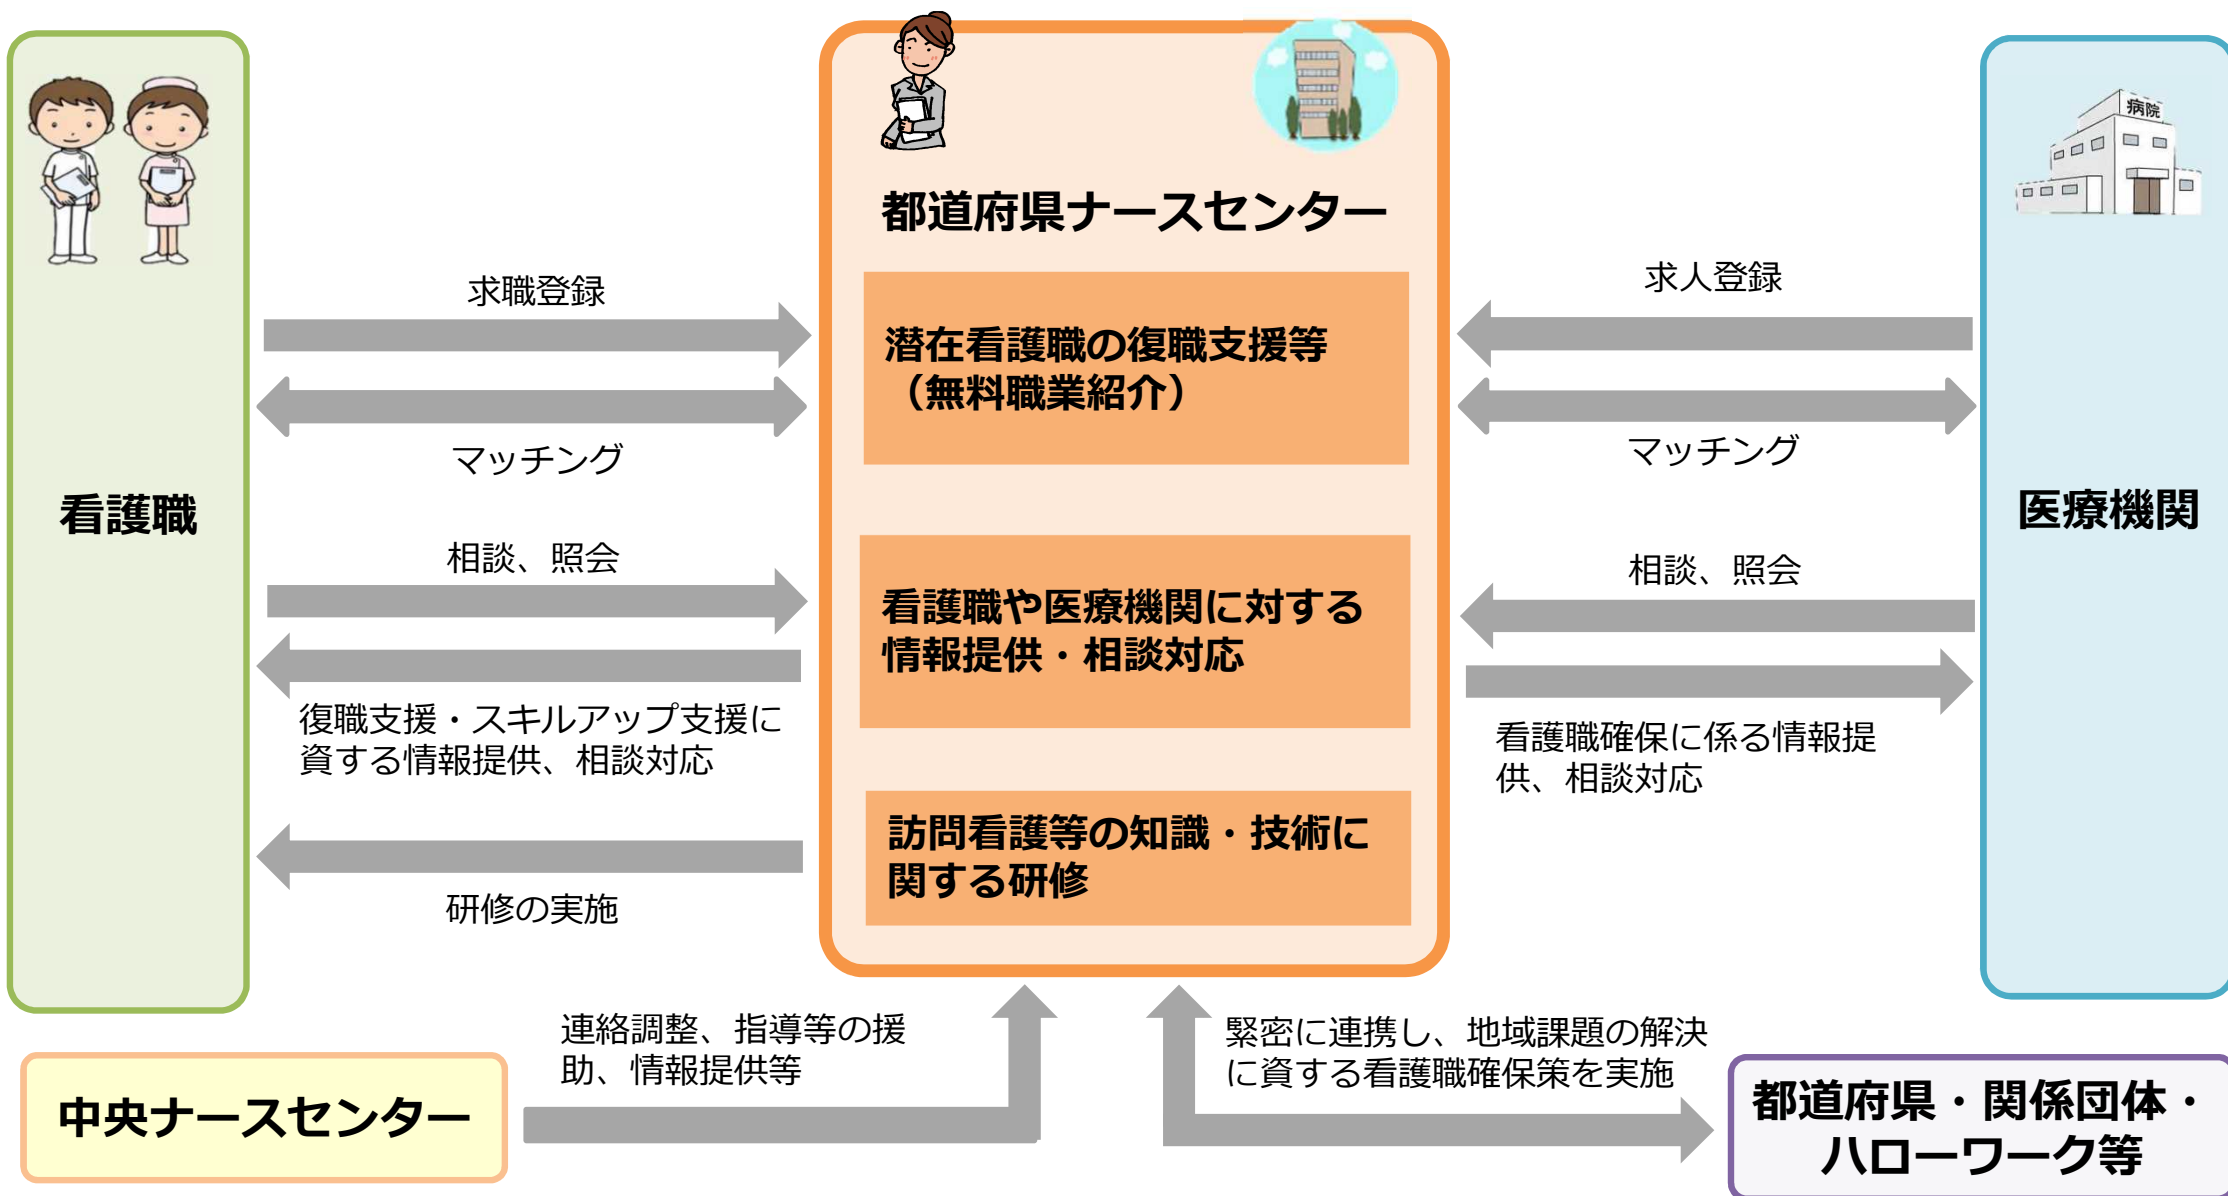 病院
都道府県ナースセンター
求職登録
求人登録
潜在看護職の復職支援等
（無料職業紹介）
マッチング
マッチング
看護職
医療機関
相談、照会
相談、照会
看護職や医療機関に対する
情報提供・相談対応
復職支援・スキルアップ支援に
資する情報提供、相談対応
看護職確保に係る情報提
供、相談対応
訪問看護等の知識・技術に
関する研修
研修の実施
連絡調整、指導等の援
助、情報提供等
緊密に連携し、地域課題の解決
に資する看護職確保策を実施
中央ナースセンター
都道府県・関係団体・
ハローワーク等